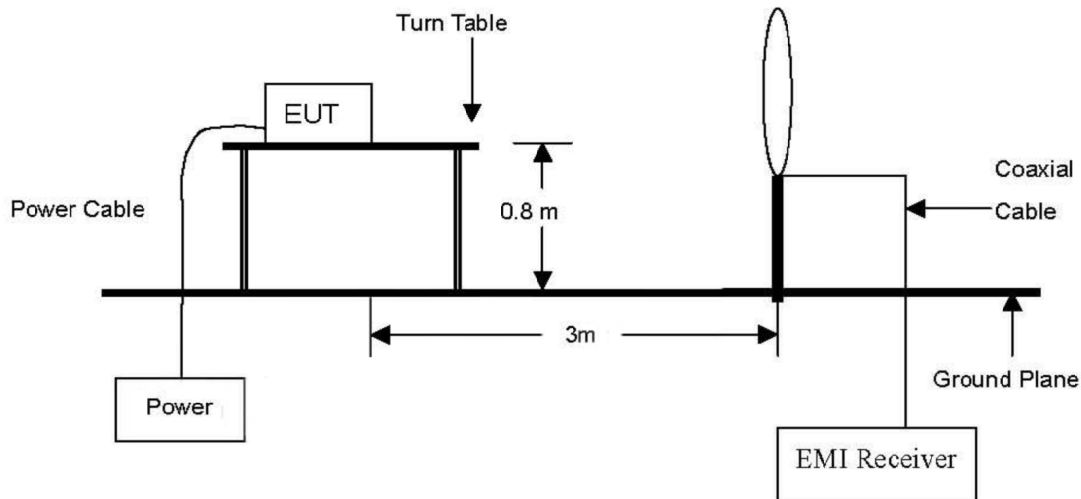 Turn Table
EUT
Power Cable
0.8 m
Coaxial
Cable
3m
Ground Plane
Power
EMI Receiver